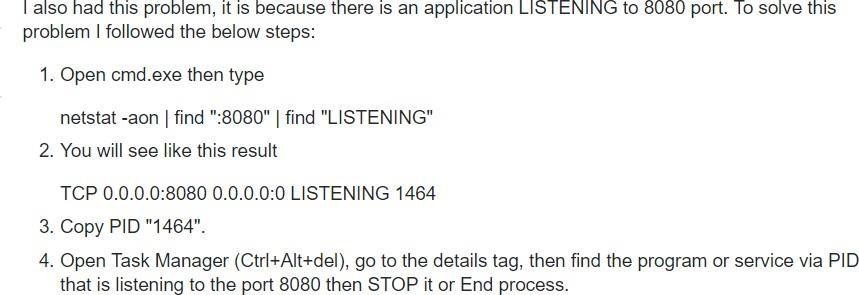 I also had this problem, it is because there is an application LISTENING to 8080 port. To solve this
problem I followed the below steps:
1. Open cmd.exe then type
netstat -aon | find ":8080" | find "LISTENING"
2. You will see like this result
TCP 0.0.0.0:8080 0.0.0.0:0 LISTENING 1464
3. Copy PID "1464".
4. Open Task Manager (Ctrl+Alt+del), go to the details tag, then find the program or service via PID
that is listening to the port 8080 then STOP it or End process.